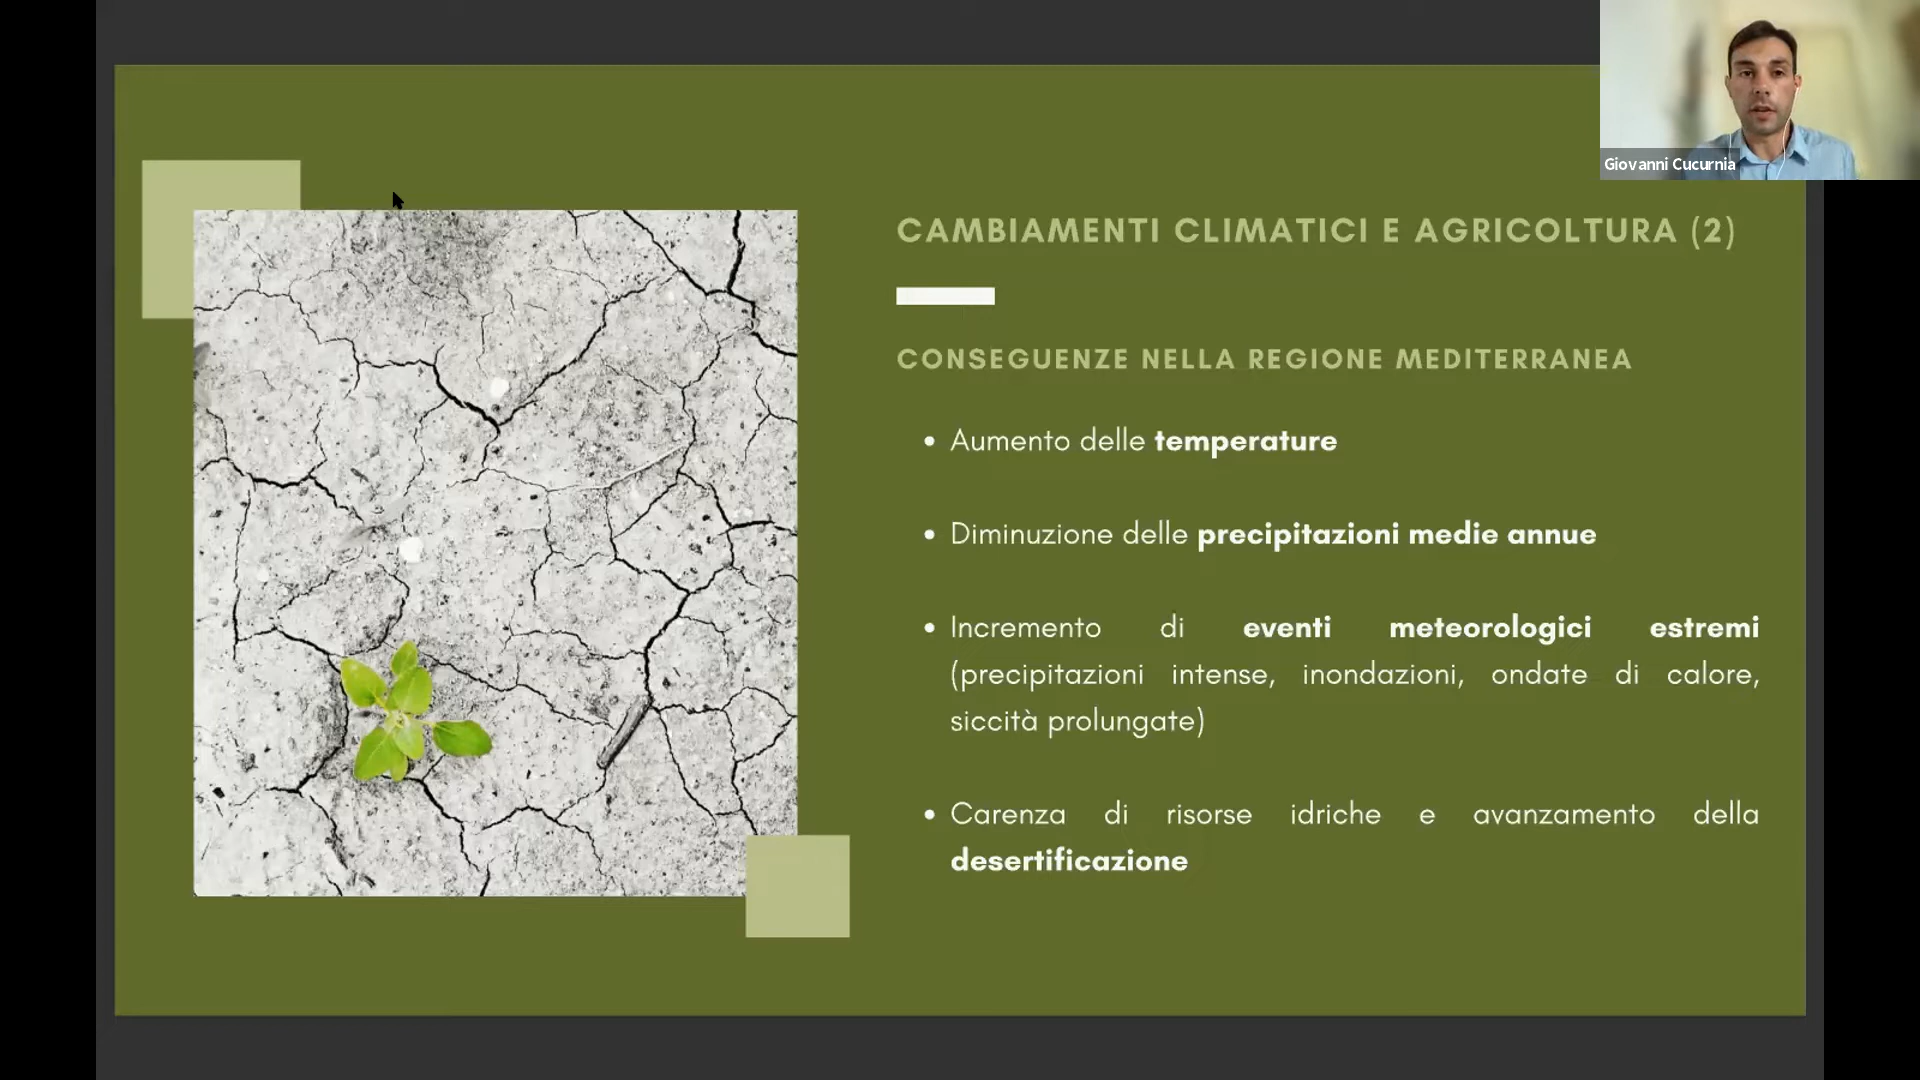 Giovanni Cucurnia
CAMBIAMENTI CLIMATICI E AGRICOLTURA (2)
CONSEGUENZE NELLA REGIONE MEDITERRANEA
• Aumento delle temperature
• Diminuzione delle precipitazioni medie annue
• Incremento di eventi meteorologici estremi
(precipitazioni intense, inondazioni, ondate di calore,
siccità prolungate)
• Carenza di risorse idriche e avanzamento della
desertificazione